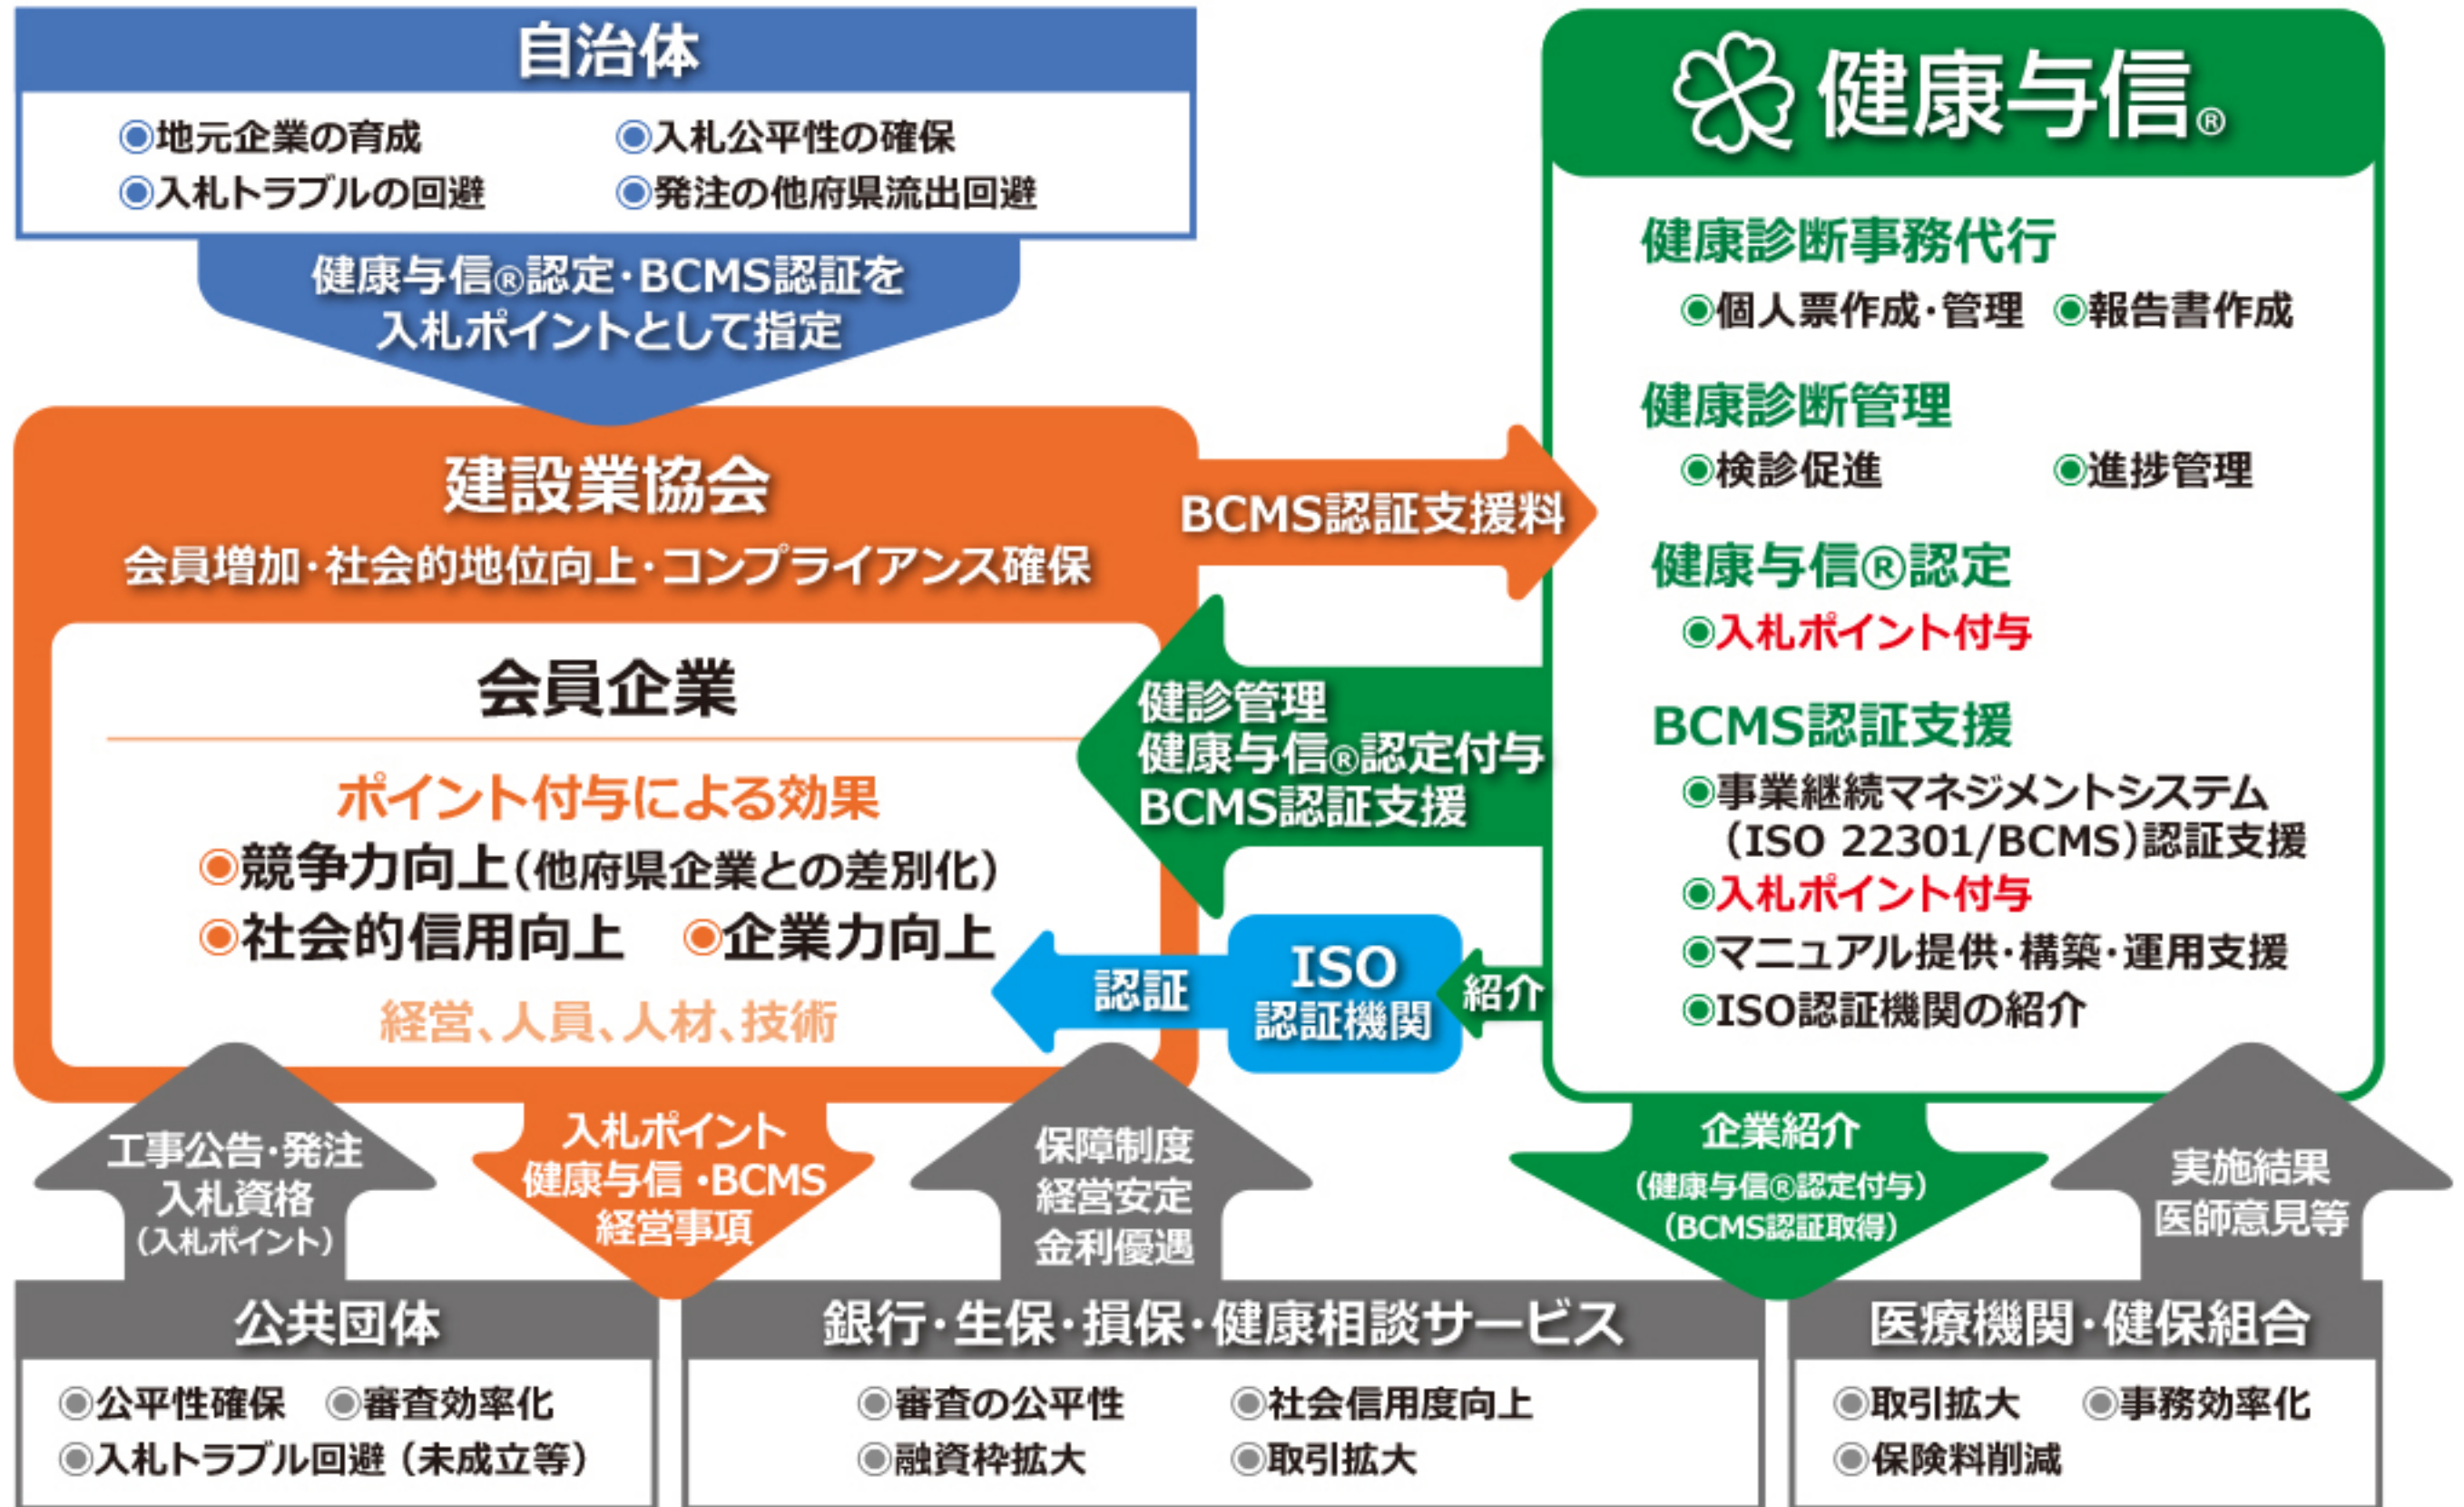 自治体
◉地元企業の育成 ◉入札公平性の確保
◉入札トラブルの回避 ◉発注の他府県流出回避
健康与信®認定・BCMS認証を
入札ポイントとして指定
建設業協会
会員増加・社会的地位向上・コンプライアンス確保
会員企業
ポイント付与による効果
◉競争力向上（他府県企業との差別化）
◉社会的信用向上 ◉企業力向上
経営、人員、人材、技術
BCMS認証支援料
健診管理
健康与信®認定付与
BCMS認証支援
認証
ISO
認証機関
紹介
健康与信®
健康診断事務代行
◉個人票作成・管理 ◉報告書作成
健康診断管理
◉検診促進 ◉進捗管理
健康与信®認定
◉入札ポイント付与
BCMS認証支援
◉事業継続マネジメントシステム
（ISO 22301/BCMS）認証支援
◉入札ポイント付与
◉マニュアル提供・構築・運用支援
◉ISO認証機関の紹介
工事公告・発注
入札資格
（入札ポイント）
入札ポイント
健康与信・BCMS
経営事項
保障制度
経営安定
金利優遇
企業紹介
（健康与信®認定付与）
（BCMS認証取得）
実施結果
医師意見等
公共団体
◉公平性確保 ◉審査効率化
◉入札トラブル回避（未成立等）
銀行・生保・損保・健康相談サービス
◉審査の公平性 ◉社会信用度向上
◉融資枠拡大 ◉取引拡大
医療機関・健保組合
◉取引拡大 ◉事務効率化
◉保険料削減